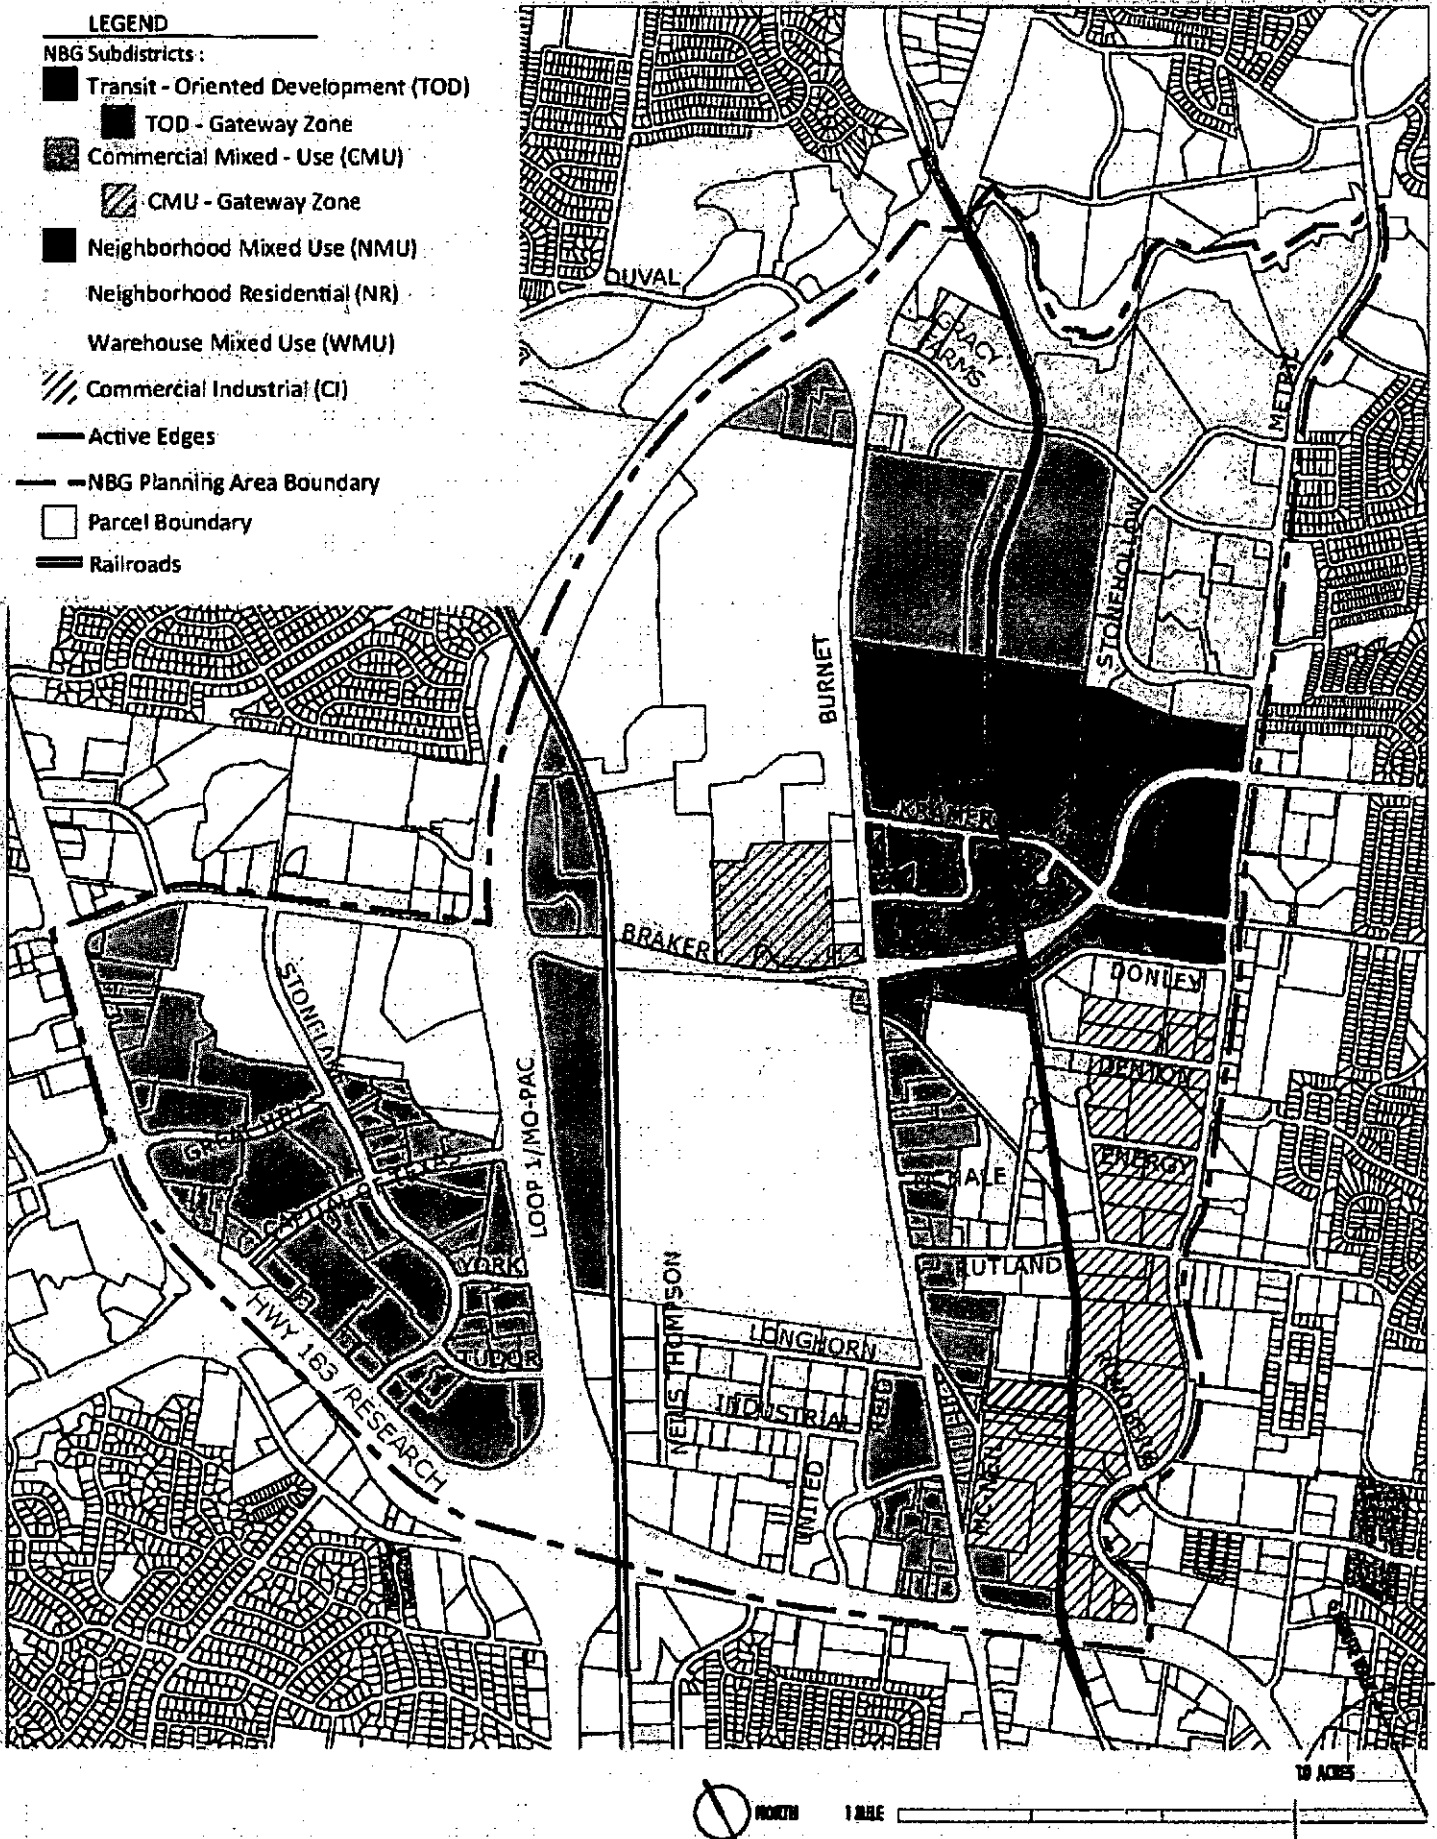 LEGEND
NBG Subdistricts :
Transit - Oriented Development (TOD)
TOD - Gateway Zone
Commercial Mixed - Use (CMU)
CMU - Gateway Zone
Neighborhood Mixed Use (NMU)
Neighborhood Residential (NR)
Warehouse Mixed Use (WMU)
Commercial Industrial (CI)
Active Edges
NBG Planning Area Boundary
Parcel Boundary
Railroads
DUVAL
GRACY
FARMS
METRIC
STONEHOLLOW
BURNET
KRAMER
BRAKER
DONLEY
DENTON
ENERGY
LOOP 1/MO-PAC
YORK
TUDOR
HWY 183 /RESEARCH
RUTLAND
NEILS THOMPSON
LONGHORN
INDUSTRIAL
UNITED
NORTH
1 MILE
10 ACRES